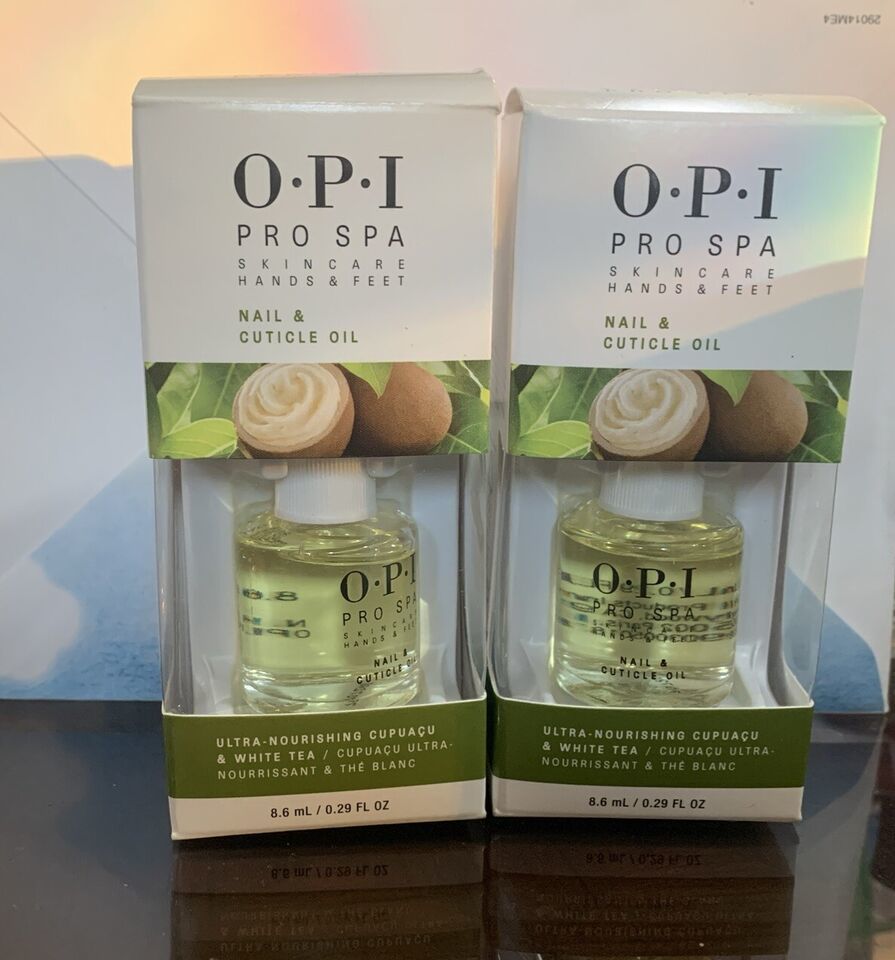 29014ME4
O·P·I
PRO SPA
SKINCARE
HANDS & FEET
NAIL &
CUTICLE OIL
O·P·I
PRO SPA
SKINCARE
HANDS & FEET
NAIL &
CUTICLE OIL
ULTRA-NOURISHING CUPUAÇU
& WHITE TEA / CUPUAÇU ULTRA-
NOURRISSANT & THÉ BLANC
8.6 mL / 0.29 FL OZ
O·P·I
PRO SPA
SKINCARE
HANDS & FEET
NAIL &
CUTICLE OIL
O·P·I
PRO SPA
SKINCARE
HANDS & FEET
NAIL &
CUTICLE OIL
ULTRA-NOURISHING CUPUAÇU
& WHITE TEA / CUPUAÇU ULTRA-
NOURRISSANT & THÉ BLANC
8.6 mL / 0.29 FL OZ